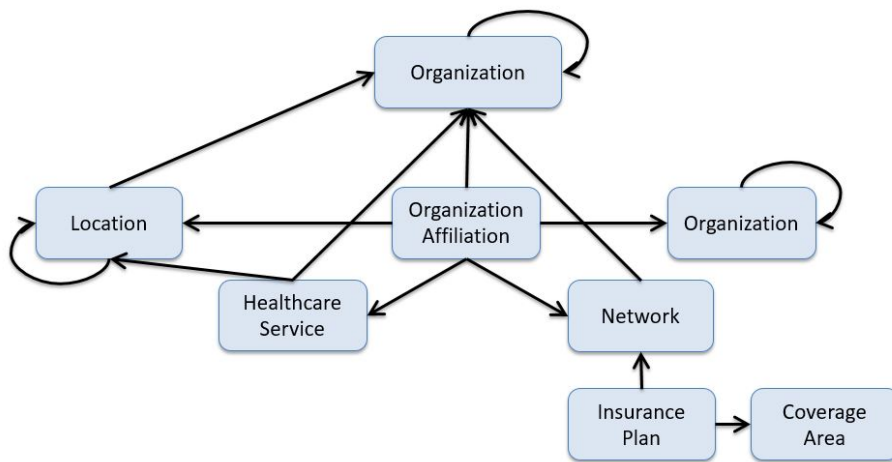 Organization
Location
Organization
Affiliation
Organization
Healthcare
Service
Network
Insurance
Plan
Coverage
Area